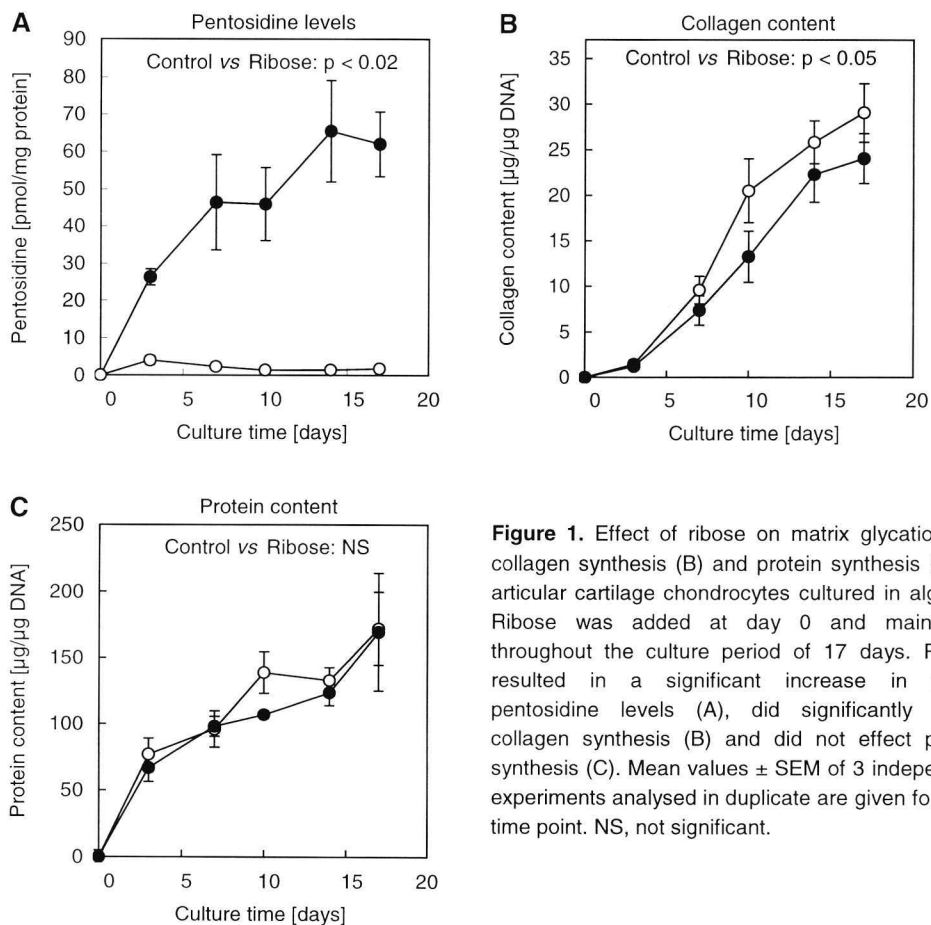 A
Pentosidine levels
Control vs Ribose: p < 0.02
Pentosidine [pmol/mg protein]
90
80
70
60
50
40
30
20
10
0
0 5 10 15 20
Culture time [days]
B
Collagen content
Control vs Ribose: p < 0.05
Collagen content [µg/µg DNA]
35
30
25
20
15
10
5
0
0 5 10 15 20
Culture time [days]
C
Protein content
Control vs Ribose: NS
Protein content [µg/µg DNA]
250
200
150
100
50
0
0 5 10 15 20
Culture time [days]
Figure 1. Effect of ribose on matrix glycation
collagen synthesis (B) and protein synthesis
articular cartilage chondrocytes cultured in
Ribose was added at day 0 and
throughout the culture period of 17 days.
resulted in a significant increase in
pentosidine levels (A), did significantly
collagen synthesis (B) and did not effect
synthesis (C). Mean values ± SEM of 3
experiments analysed in duplicate are given
time point. NS, not significant.